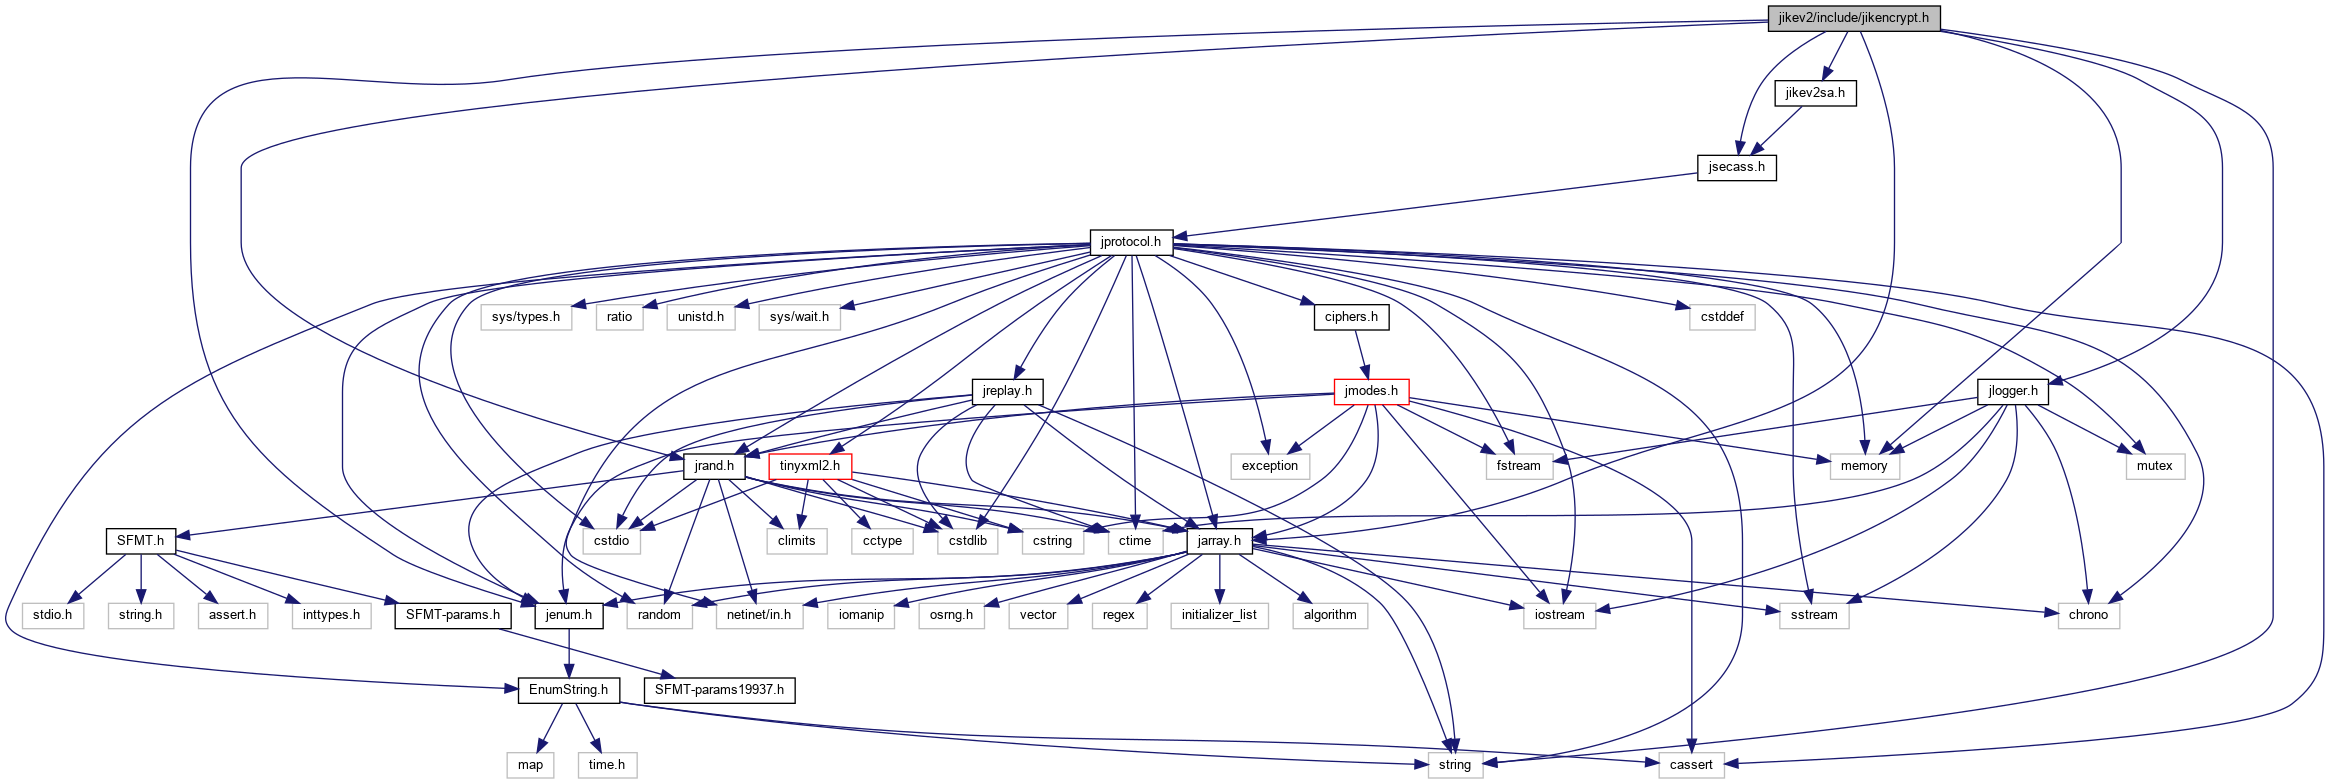 jikev2/include/jikencrypt.h
jikev2sa.h
jsecass.h
jprotocol.h
sys/types.h
ratio
unistd.h
sys/wait.h
ciphers.h
cstddef
jreplay.h
jmodes.h
jlogger.h
jrand.h
tinyxml2.h
exception
fstream
memory
mutex
SFMT.h
cstdio
climits
cctype
cstdlib
cstring
ctime
jarray.h
stdio.h
string.h
assert.h
inttypes.h
SFMT-params.h
jenum.h
random
netinet/in.h
iomanip
osrng.h
vector
regex
initializer_list
algorithm
iostream
sstream
chrono
EnumString.h
SFMT-params19937.h
map
time.h
string
cassert